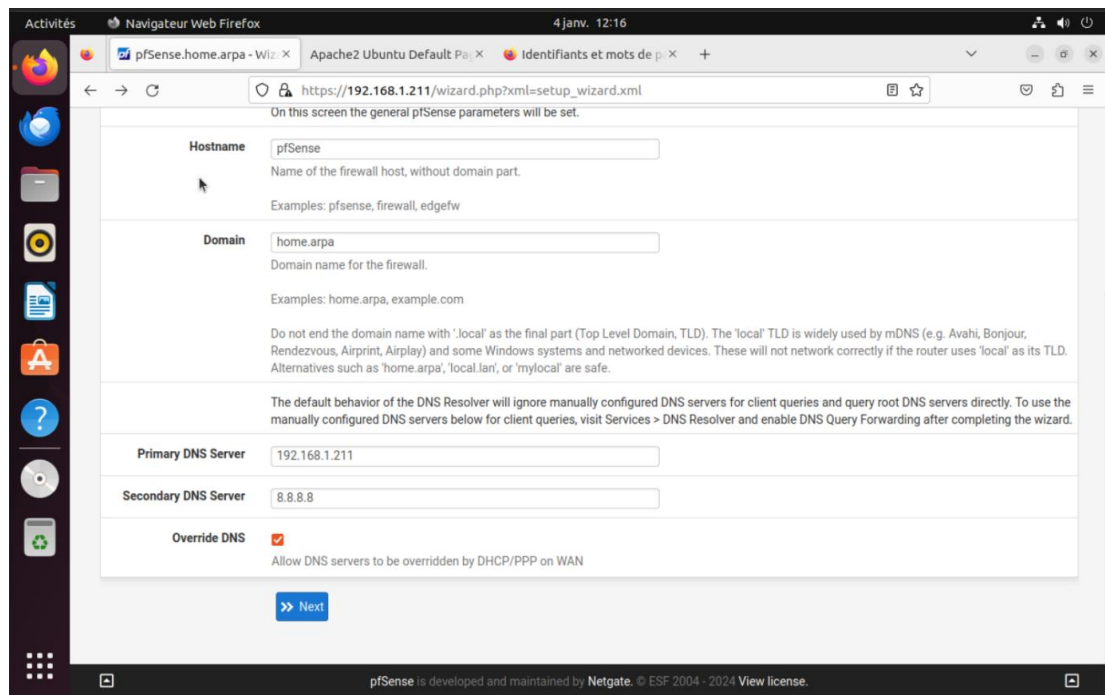 Activités
Navigateur Web Firefox
4 janv. 12:16
pfSense.home.arpa - Wiz
Apache2 Ubuntu Default Pa
Identifiants et mots de p
https://192.168.1.211/wizard.php?xml=setup_wizard.xml
On this screen the general pfSense parameters will be set.
Hostname
pfSense
Name of the firewall host, without domain part.
Examples: pfsense, firewall, edgefw
Domain
home.arpa
Domain name for the firewall.
Examples: home.arpa, example.com
Do not end the domain name with '.local' as the final part (Top Level Domain, TLD). The 'local' TLD is widely used by mDNS (e.g. Avahi, Bonjour,
Rendezvous, Airprint, Airplay) and some Windows systems and networked devices. These will not network correctly if the router uses 'local' as its TLD.
Alternatives such as 'home.arpa', 'local.lan', or 'mylocal' are safe.
The default behavior of the DNS Resolver will ignore manually configured DNS servers for client queries and query root DNS servers directly. To use the
manually configured DNS servers below for client queries, visit Services > DNS Resolver and enable DNS Query Forwarding after completing the wizard.
Primary DNS Server
192.168.1.211
Secondary DNS Server
8.8.8.8
Override DNS
Allow DNS servers to be overridden by DHCP/PPP on WAN
Next
pfSense is developed and maintained by Netgate. © ESF 2004 - 2024 View license.